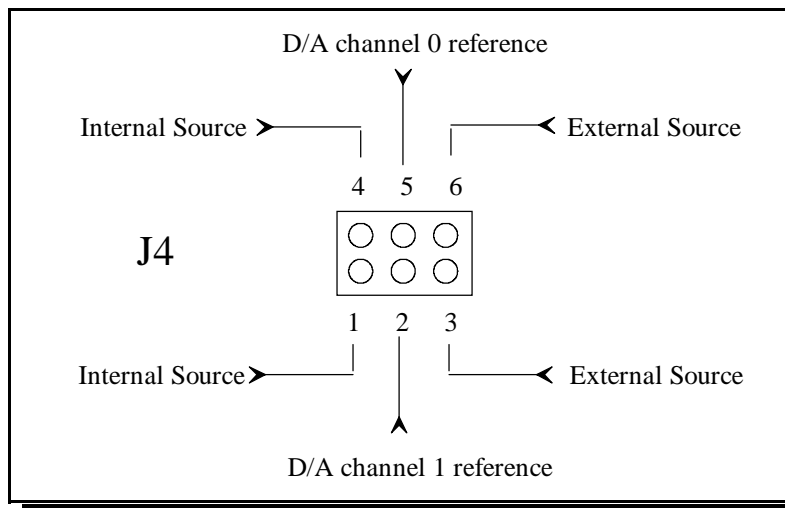 D/A channel 0 reference
Internal Source External Source
4 5 6
J4
1 2 3
Internal Source External Source
D/A channel 1 reference